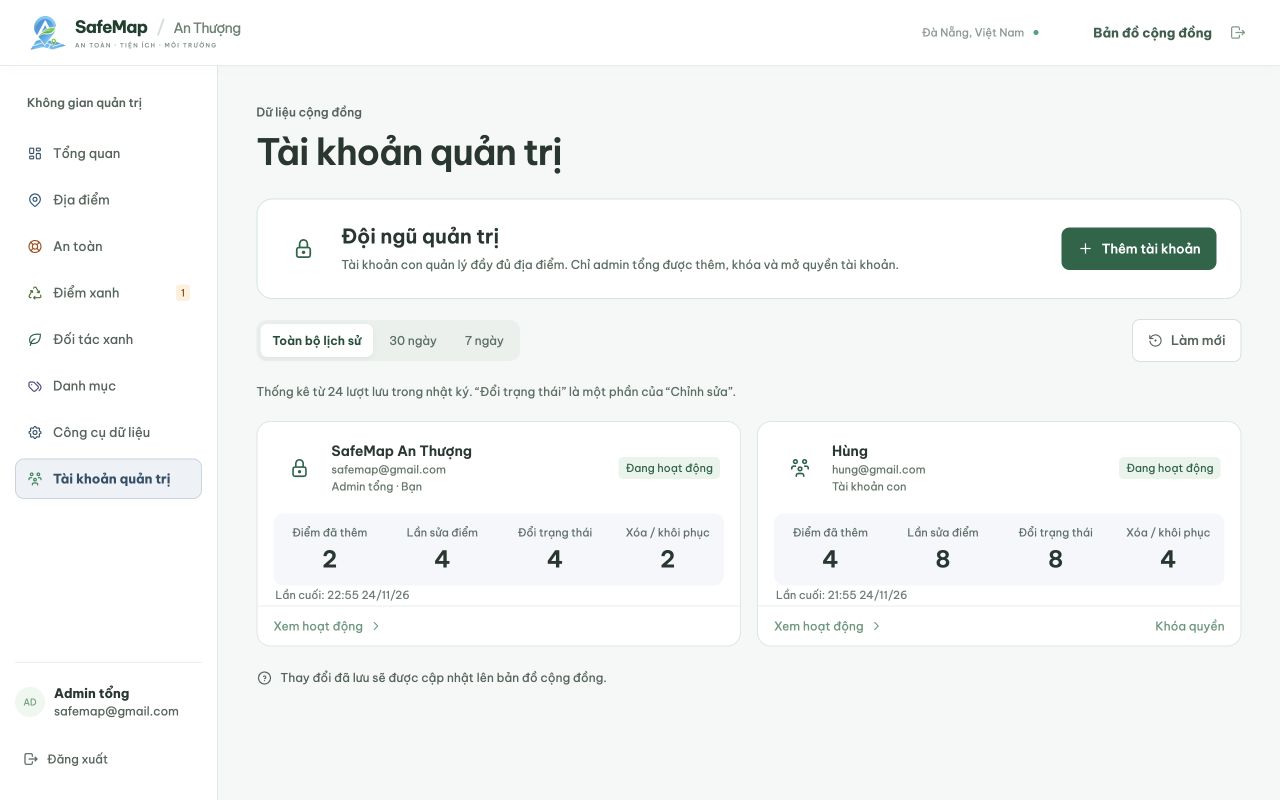 SafeMap / An Thượng
AN TOÀN · TIỆN ÍCH · MÔI TRƯỜNG
Đà Nẵng, Việt Nam
Bản đồ cộng đồng
Không gian quản trị
Tổng quan
Địa điểm
An toàn
Điểm xanh 1
Đối tác xanh
Danh mục
Công cụ dữ liệu
Tài khoản quản trị
AD
Admin tổng
safemap@gmail.com
Đăng xuất
Dữ liệu cộng đồng
Tài khoản quản trị
Đội ngũ quản trị
Tài khoản con quản lý đầy đủ địa điểm. Chỉ admin tổng được thêm, khóa và mở quyền tài khoản.
+ Thêm tài khoản
Toàn bộ lịch sử 30 ngày 7 ngày
Làm mới
Thống kê từ 24 lượt lưu trong nhật ký. “Đổi trạng thái” là một phần của “Chỉnh sửa”.
SafeMap An Thượng
safemap@gmail.com
Admin tổng · Bạn
Đang hoạt động
Điểm đã thêm Lần sửa điểm Đổi trạng thái Xóa / khôi phục
2 4 4 2
Lần cuối: 22:55 24/11/26
Xem hoạt động
Hùng
hung@gmail.com
Tài khoản con
Đang hoạt động
Điểm đã thêm Lần sửa điểm Đổi trạng thái Xóa / khôi phục
4 8 8 4
Lần cuối: 21:55 24/11/26
Xem hoạt động
Khóa quyền
Thay đổi đã lưu sẽ được cập nhật lên bản đồ cộng đồng.